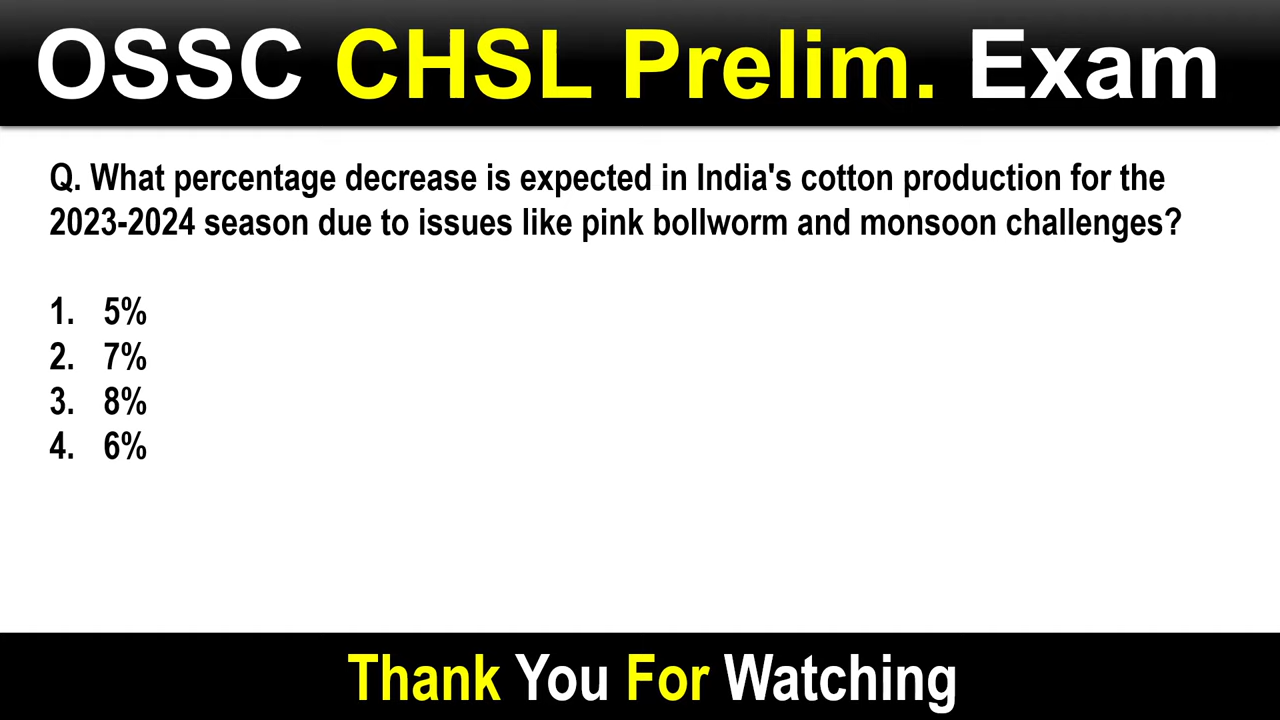 OSSC CHSL Prelim. Exam
Q. What percentage decrease is expected in India's cotton production for the
2023-2024 season due to issues like pink bollworm and monsoon challenges?
1. 5%
2. 7%
3. 8%
4. 6%
Thank You For Watching